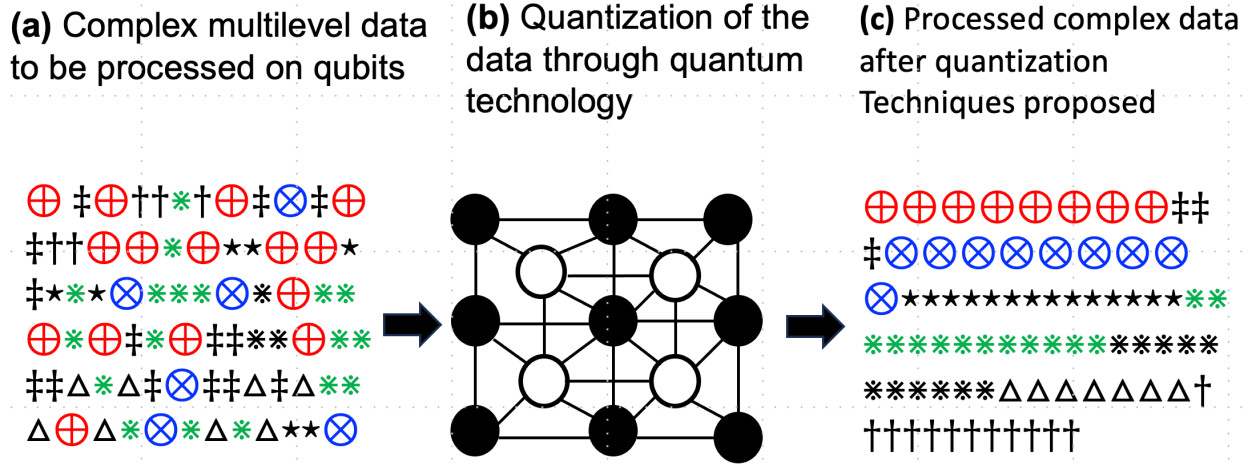 (a) Complex multilevel data
to be processed on qubits
(b) Quantization of the
data through quantum
technology
(c) Processed complex data
after quantization
Techniques proposed